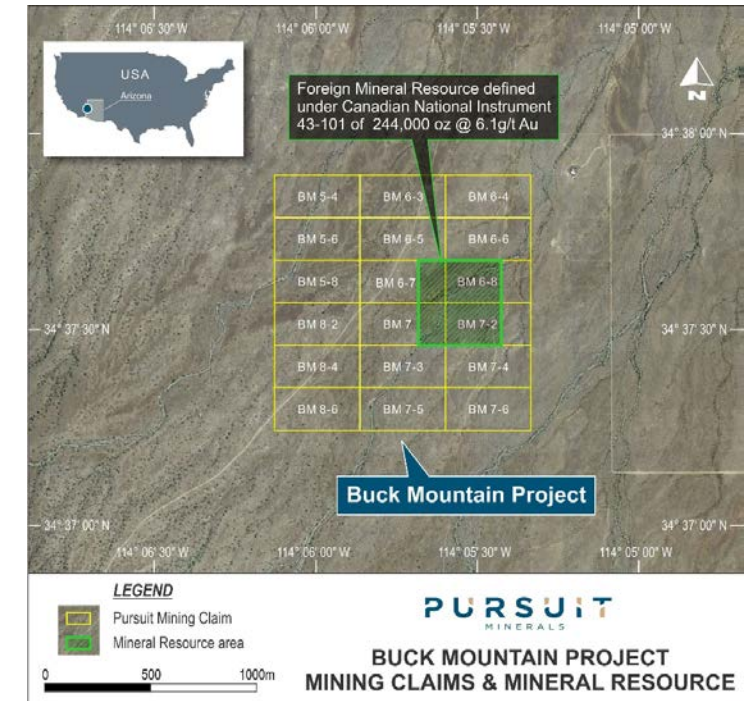 114° 06' 30" W
114° 06' 00" W
114° 05' 30" W
114° 05' 00" W
USA
Arizona
Foreign Mineral Resource defined
under Canadian National Instrument
43-101 of 244,000 oz @ 6.1g/t Au
N
34° 38' 00" N
BM 5-4 BM 6-3 BM 6-4
BM 5-6 BM 6-5 BM 6-6
BM 5-8 BM 6-7 BM 6-8
34° 37' 30" N BM 8-2 BM 7 BM 7-2 34° 37' 30" N
BM 8-4 BM 7-3 BM 7-4
BM 8-6 BM 7-5 BM 7-6
Buck Mountain Project
34° 37' 00" N 34° 37' 00" N
114° 06' 30" W 114° 06' 00" W 114° 05' 30" W 114° 05' 00" W
LEGEND
Pursuit Mining Claim
Mineral Resource area
0 500 1000m
PURSUIT
MINERALS
BUCK MOUNTAIN PROJECT
MINING CLAIMS & MINERAL RESOURCE